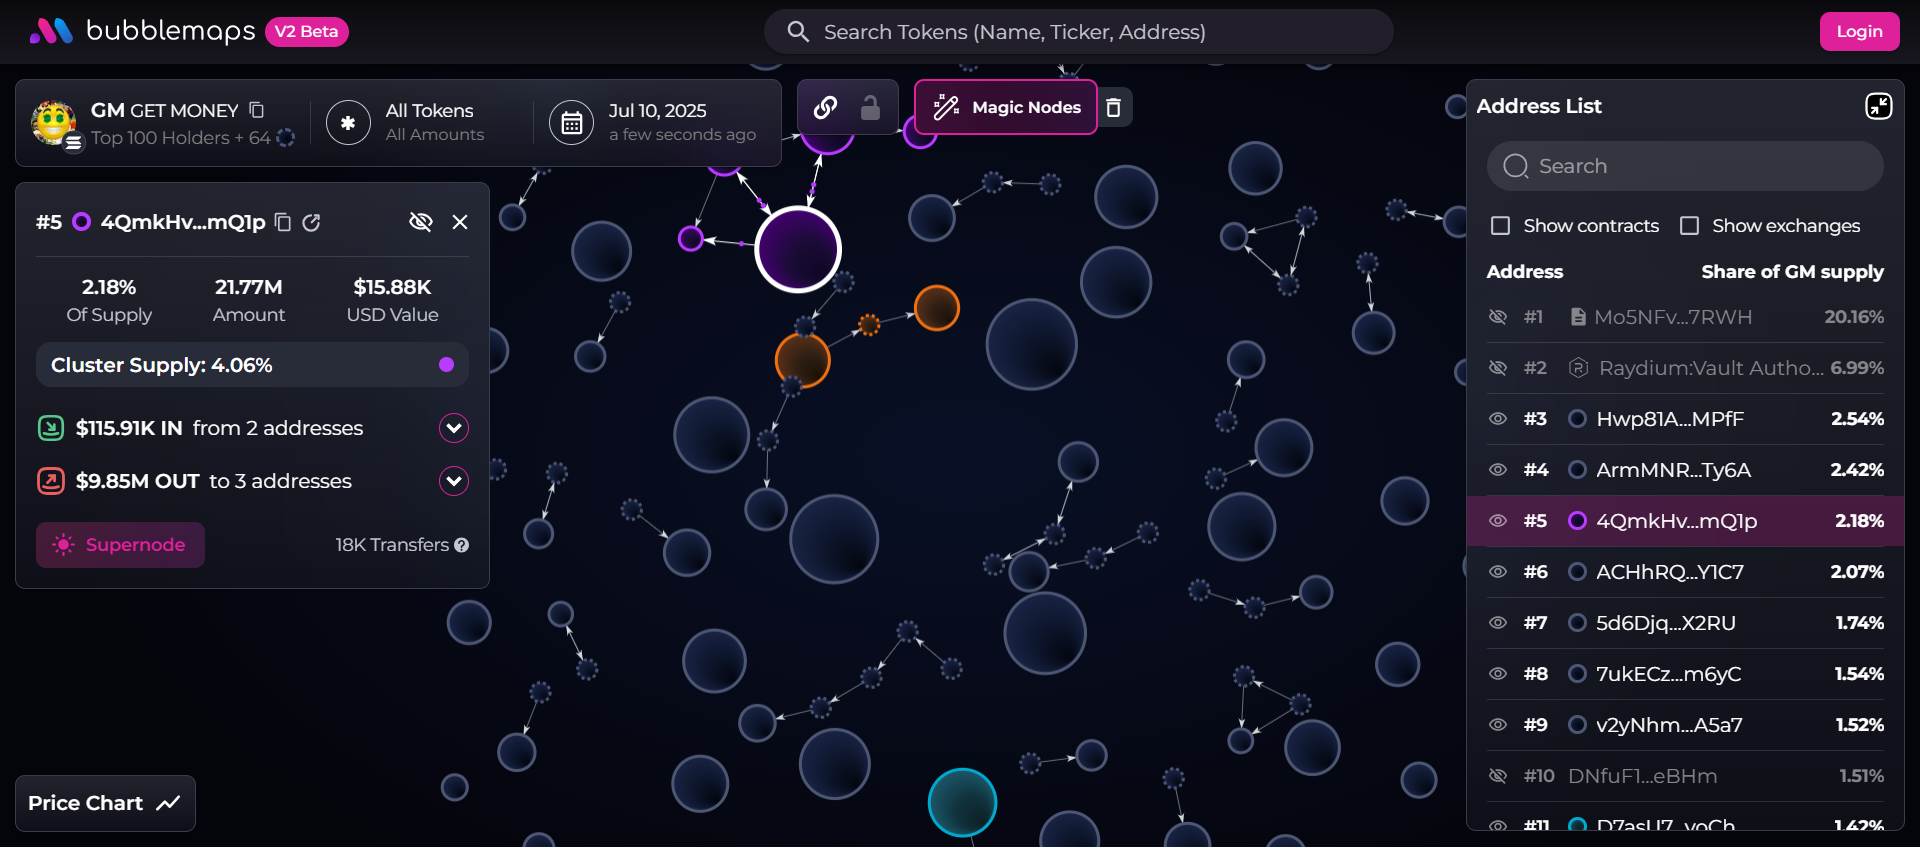 bubblemaps V2 Beta
Search Tokens (Name, Ticker, Address)
Login
GM GET MONEY
Top 100 Holders + 64
All Tokens
All Amounts
Jul 10, 2025
a few seconds ago
Magic Nodes
#5 4QmkHv...mQ1p
2.18%
Of Supply
21.77M
Amount
$15.88K
USD Value
Cluster Supply: 4.06%
$115.91K IN from 2 addresses
$9.85M OUT to 3 addresses
Supernode
18K Transfers
Price Chart
Address List
Search
Show contracts
Show exchanges
Address Share of GM supply
#1 Mo5NFv...7RWH 20.16%
#2 Raydium:Vault Autho... 6.99%
#3 Hwp81A...MPfF 2.54%
#4 ArmMNR...Ty6A 2.42%
#5 4QmkHv...mQ1p 2.18%
#6 ACHhRQ...Y1C7 2.07%
#7 5d6Djq...X2RU 1.74%
#8 7ukECz...m6yC 1.54%
#9 v2yNhm...A5a7 1.52%
#10 DNfuF1...eBHm 1.51%
#11 1.42%